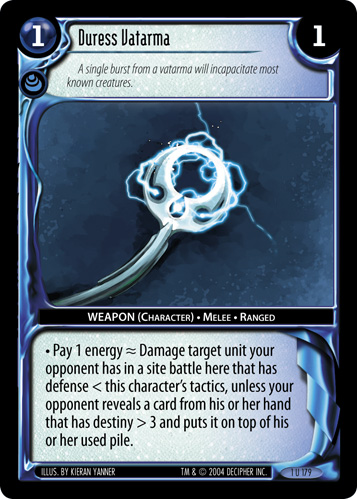 1 Duress Vatarma 1
A single burst from a vatarma will incapacitate most
known creatures.
WEAPON (CHARACTER) • MELEE • RANGED
• Pay 1 energy ≈ Damage target unit your
opponent has in a site battle here that has
defense < this character's tactics, unless your
opponent reveals a card from his or her hand
that has destiny > 3 and puts it on top of his
or her used pile.
ILLUS. BY KIERAN YANNER TM & © 2004 DECIPHER INC. 1 U 179